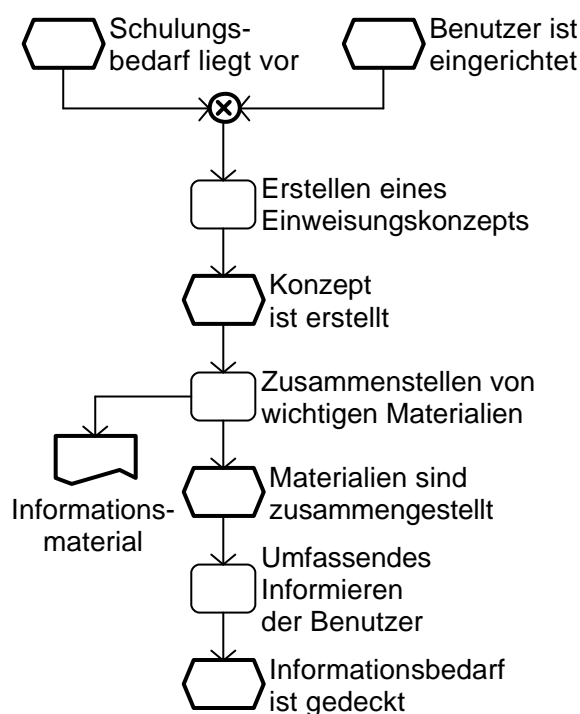 Schulungs-
bedarf liegt vor
Benutzer ist
eingerichtet
Erstellen eines
Einweisungskonzepts
Konzept
ist erstellt
Zusammenstellen von
wichtigen Materialien
Informations-
material
Materialien sind
zusammengestellt
Umfassendes
Informieren
der Benutzer
Informationsbedarf
ist gedeckt